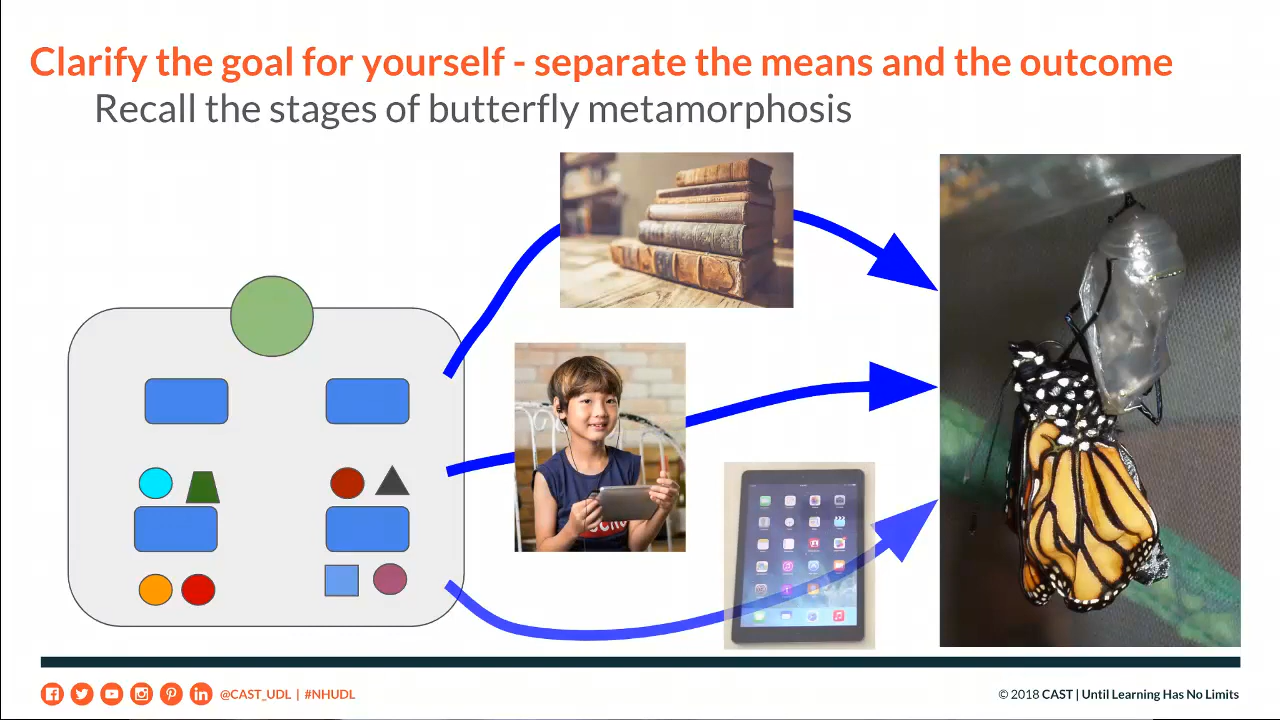 Clarify the goal for yourself - separate the means and the outcome
Recall the stages of butterfly metamorphosis
@CAST_UDL | #NHUDL
© 2018 CAST | Until Learning Has No Limits